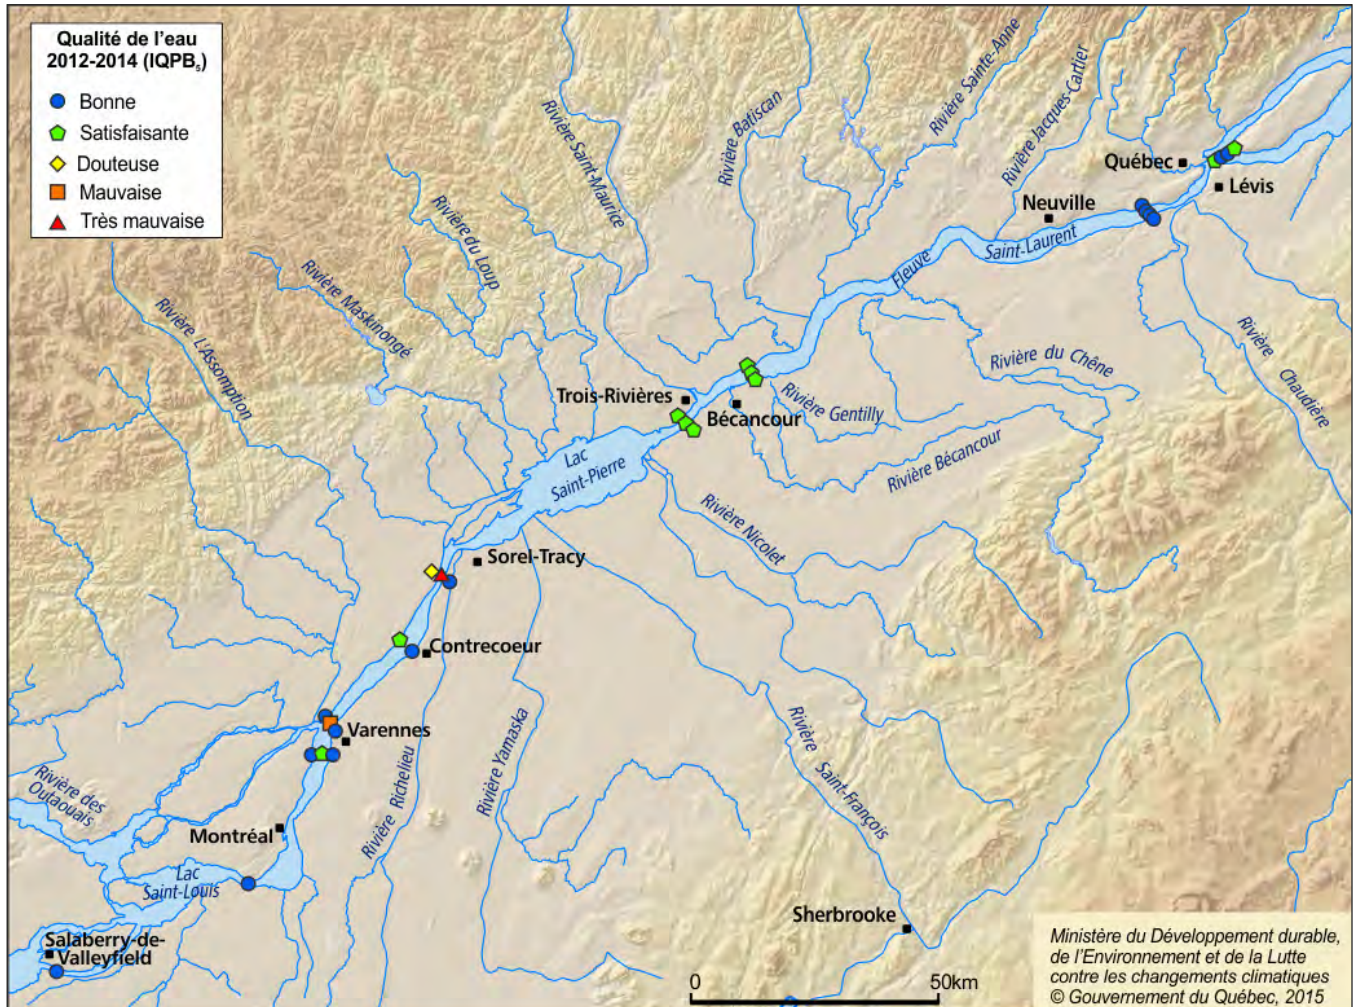 Qualité de l'eau
2012-2014 (IQPB₅)
Bonne
Satisfaisante
Douteuse
Mauvaise
Très mauvaise
Rivière Saint-Maurice
Rivière Batiscan
Rivière Sainte-Anne
Rivière Jacques-Cartier
Québec
Lévis
Neuville
Fleuve
Saint-Laurent
Rivière du Loup
Rivière Maskinongé
Rivière L'Assomption
Rivière
Chaudière
Rivière du Chêne
Trois-Rivières
Bécancour
Rivière Gentilly
Rivière Bécancour
Lac
Saint-Pierre
Rivière Nicolet
Sorel-Tracy
Contrecoeur
Varennes
Rivière Richelieu
Rivière Yamaska
Rivière Saint-François
Rivière des
Outaouais
Montréal
Lac
Saint-Louis
Salaberry-de-
Valleyfield
Sherbrooke
0 50km
Ministère du Développement durable,
de l'Environnement et de la Lutte
contre les changements climatiques
© Gouvernement du Québec, 2015